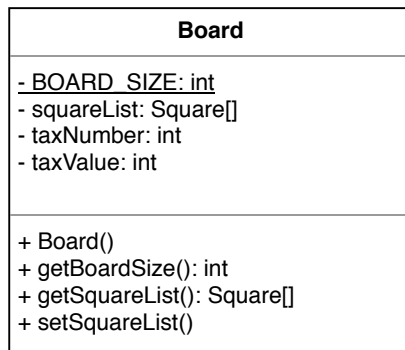 Board
- BOARD_SIZE: int
- squareList: Square[]
- taxNumber: int
- taxValue: int
+ Board()
+ getBoardSize(): int
+ getSquareList(): Square[]
+ setSquareList()